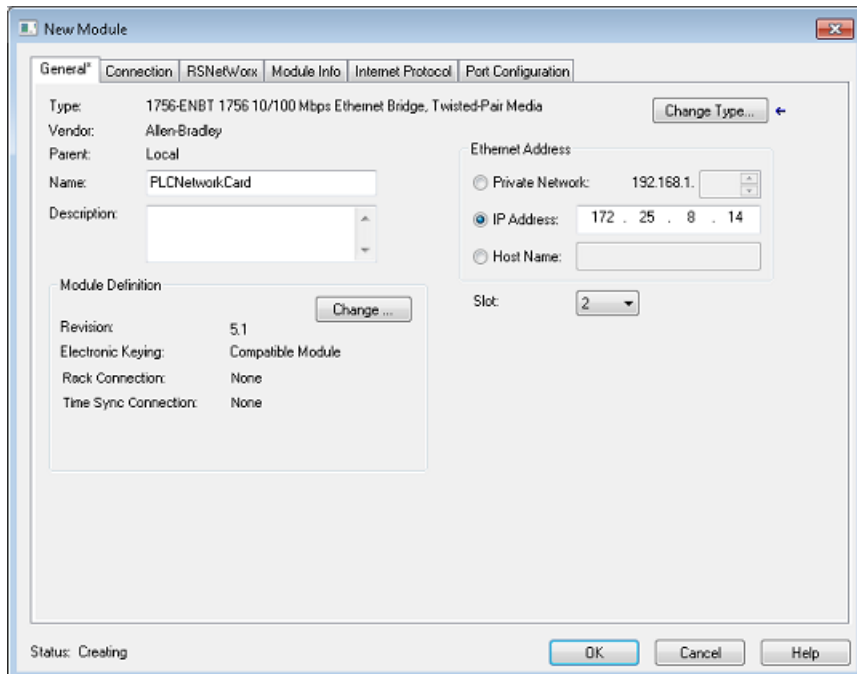 New Module
General* Connection RSNetWorx Module Info Internet Protocol Port Configuration
Type: 1756-ENBT 1756 10/100 Mbps Ethernet Bridge, Twisted-Pair Media
Change Type...
Vendor: Allen-Bradley
Parent: Local
Name: PLCNetworkCard
Description:
Ethernet Address
Private Network: 192.168.1.
IP Address: 172 . 25 . 8 . 14
Host Name:
Slot: 2
Module Definition
Change ...
Revision: 5.1
Electronic Keying: Compatible Module
Rack Connection: None
Time Sync Connection: None
Status: Creating
OK Cancel Help